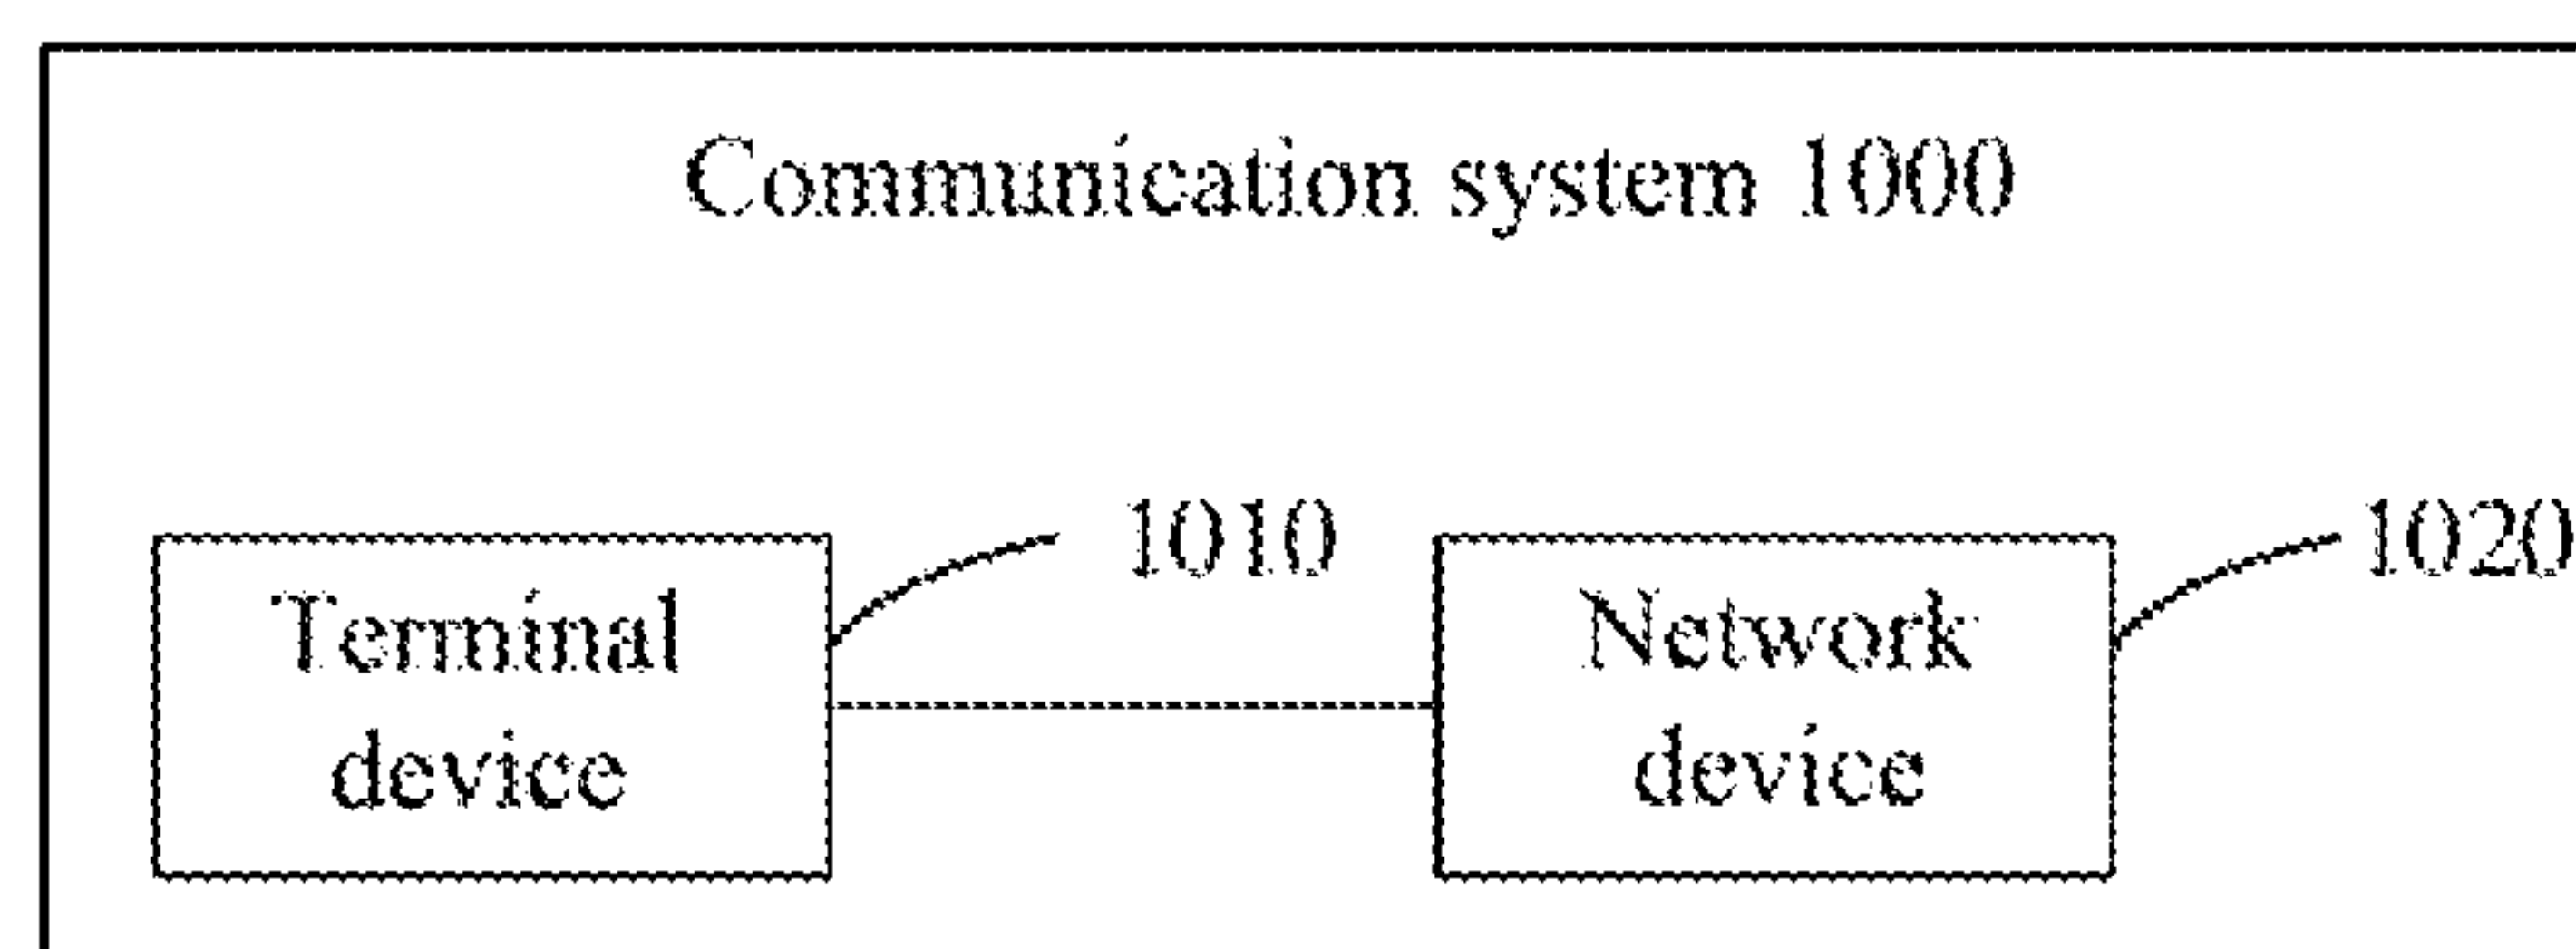 Communication system 1000
1010
1020
Terminal
device
Network
device